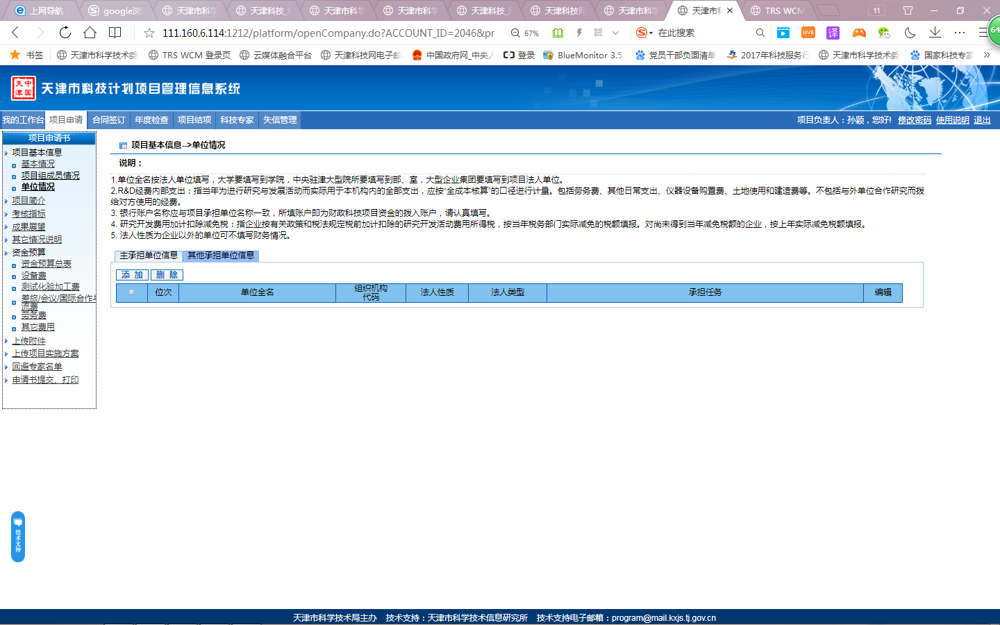 上网导航
google浏
天津市科学
天津科技_
天津市科学
天津市科学
天津科技_
天津科技网
天津市科学
天津市科
TRS WCM
11
111.160.6.114:1212/platform/openCompany.do?ACCOUNT_ID=2046&pr
67%
在此搜索
LIVE
译
64
书签
天津市科学技术委
TRS WCM 登录页
云媒体融合平台
天津科技网电子邮
中国政府网_中央人
登录
BlueMonitor 3.5
党员干部负面清单
2017年科技服务行
天津市科学技术委
国家科技专家
中国天津
天津市科技计划项目管理信息系统
我的工作台
项目申请
合同签订
年度检查
项目结项
科技专家
失信管理
项目负责人：孙颖，您好!
修改密码
使用说明
退出
项目申请书
项目基本信息
基本情况
项目组成员情况
单位情况
项目简介
考核指标
成果展望
其它情况说明
资金预算
资金预算总表
设备费
测试化验加工费
差旅/会议/国际合作与
流费
劳务费
其它费用
上传附件
上传项目实施方案
回避专家名单
申请书提交、打印
项目基本信息-->单位情况
说明：
1.单位全名按法人单位填写，大学要填写到学院，中央驻津大型院所要填写到部、室，大型企业集团要填写到项目法人单位。
2.R&D经费内部支出：指当年为进行研究与发展活动而实际用于本机构内的全部支出，应按“全成本核算”的口径进行计量。包括劳务费、其他日常支出、仪器设备购置费、土地使用和建造费等。不包括与外单位合作研究而拨
给对方使用的经费。
3. 银行账户名称应与项目承担单位名称一致，所填账户即为财政科技项目资金的拨入账户，请认真填写。
4. 研究开发费用加计扣除减免税：指企业按有关政策和税法规定税前加计扣除的研究开发活动费用所得税，按当年税务部门实际减免的税额填报。对尚未得到当年减免税额的企业，按上年实际减免税额填报。
5. 法人性质为企业以外的单位可不填写财务情况。
主承担单位信息
其他承担单位信息
添 加
删 除
位次
单位全名
组织机构
代码
法人性质
法人类型
承担任务
编辑
技术支持
天津市科学技术局主办 技术支持：天津市科学技术信息研究所 技术支持电子邮箱：program@mail.kxjs.tj.gov.cn